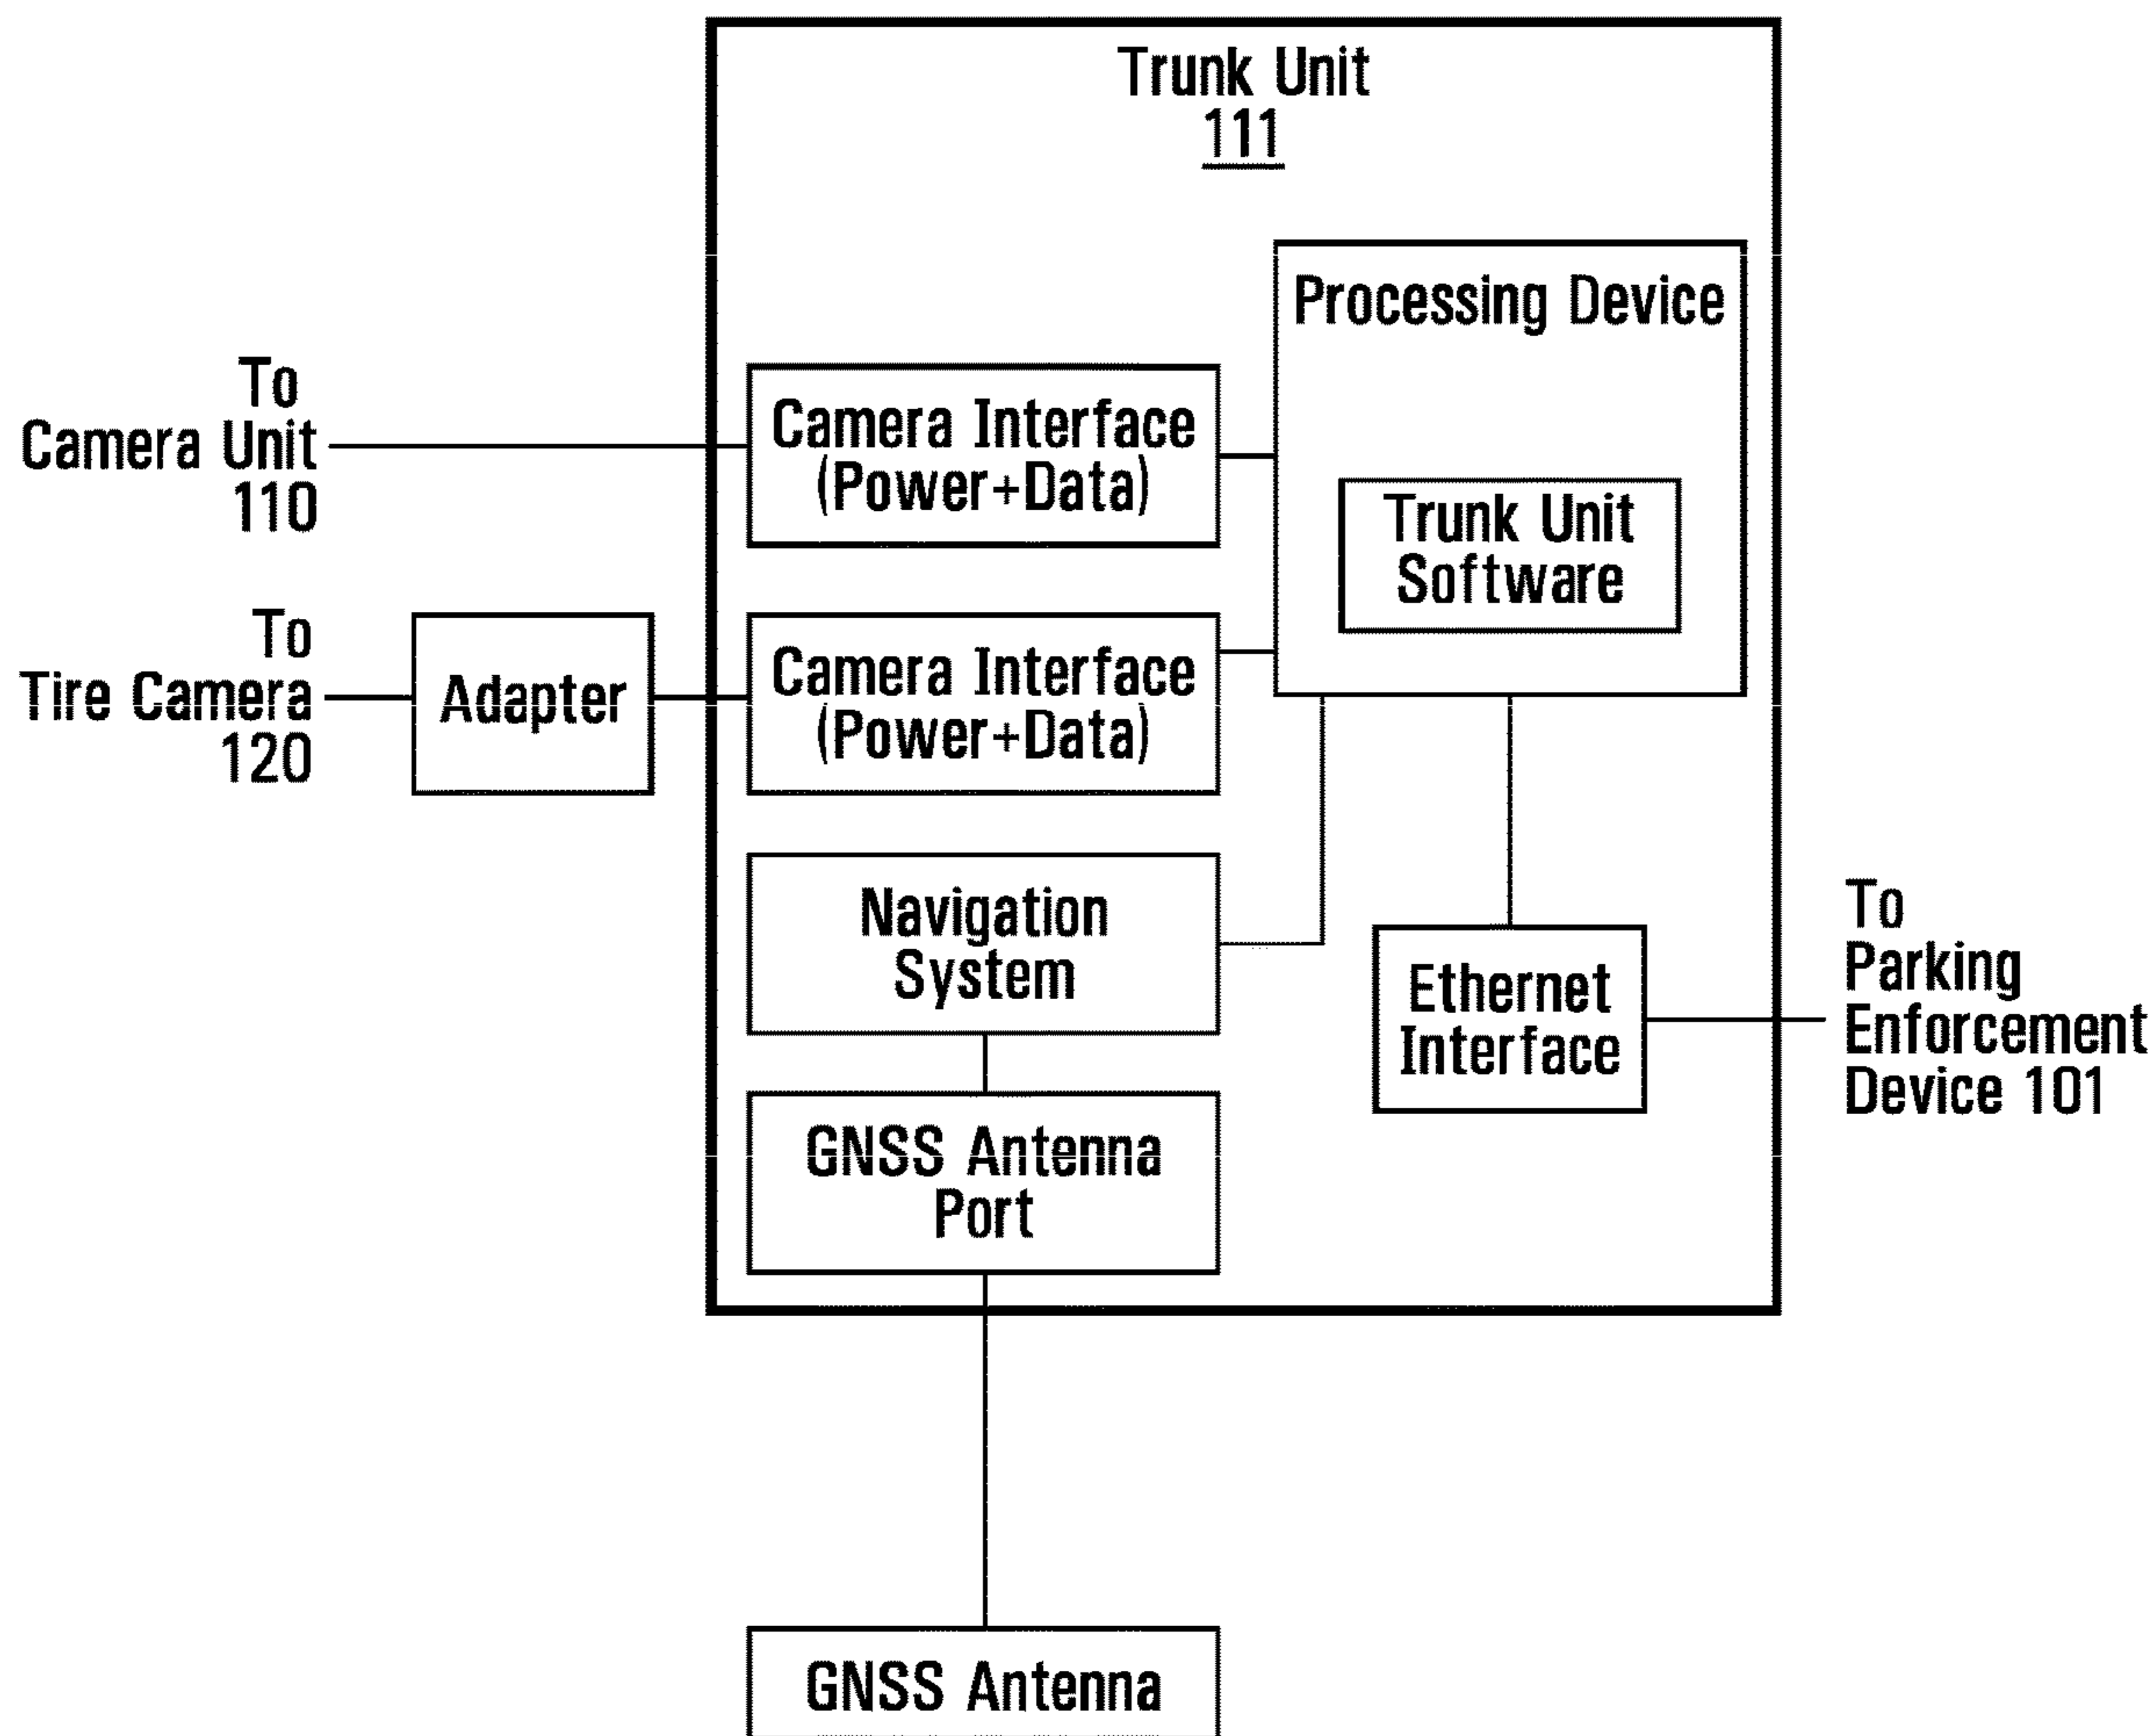 Trunk Unit
111
Processing Device
To
Camera Unit
110
Camera Interface
(Power+Data)
Trunk Unit
Software
To
Tire Camera
120
Adapter
Camera Interface
(Power+Data)
Navigation
System
Ethernet
Interface
To
Parking
Enforcement
Device 101
GNSS Antenna
Port
GNSS Antenna